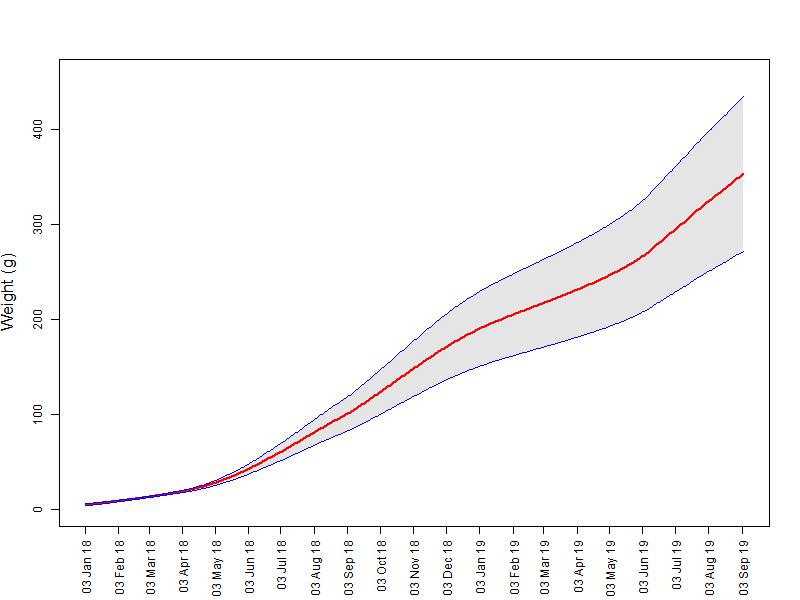 Weight (g)
400
300
200
100
0
03 Jan 18
03 Feb 18
03 Mar 18
03 Apr 18
03 May 18
03 Jun 18
03 Jul 18
03 Aug 18
03 Sep 18
03 Oct 18
03 Nov 18
03 Dec 18
03 Jan 19
03 Feb 19
03 Mar 19
03 Apr 19
03 May 19
03 Jun 19
03 Jul 19
03 Aug 19
03 Sep 19